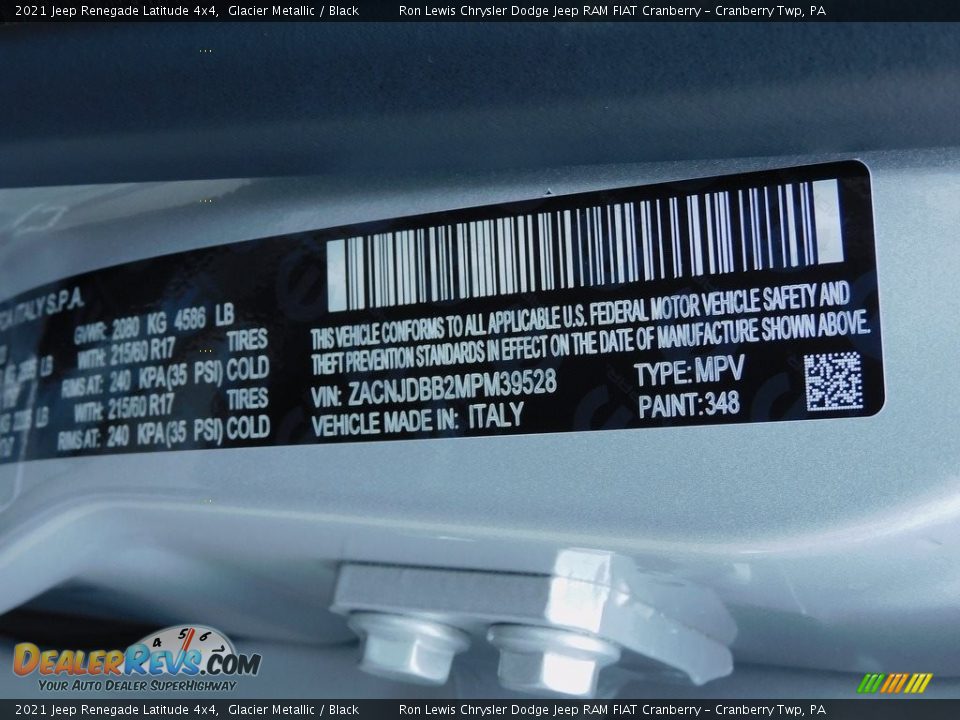 2021 Jeep Renegade Latitude 4x4, Glacier Metallic / Black Ron Lewis Chrysler Dodge Jeep RAM FIAT Cranberry - Cranberry Twp, PA
ITALY S.P.A.
GVWR: 2080 KG 4586 LB
WITH: 215/60 R17 TIRES
RIMS AT: 240 KPA(35 PSI) COLD
WITH: 215/60 R17 TIRES
RIMS AT: 240 KPA(35 PSI) COLD
THIS VEHICLE CONFORMS TO ALL APPLICABLE U.S. FEDERAL MOTOR VEHICLE SAFETY AND
THEFT PREVENTION STANDARDS IN EFFECT ON THE DATE OF MANUFACTURE SHOWN ABOVE.
VIN: ZACNJDBB2MPM39528 TYPE: MPV
VEHICLE MADE IN: ITALY PAINT: 348
4 5 6
DealerRevs.com
Your Auto Dealer SuperHighway
2021 Jeep Renegade Latitude 4x4, Glacier Metallic / Black Ron Lewis Chrysler Dodge Jeep RAM FIAT Cranberry - Cranberry Twp, PA